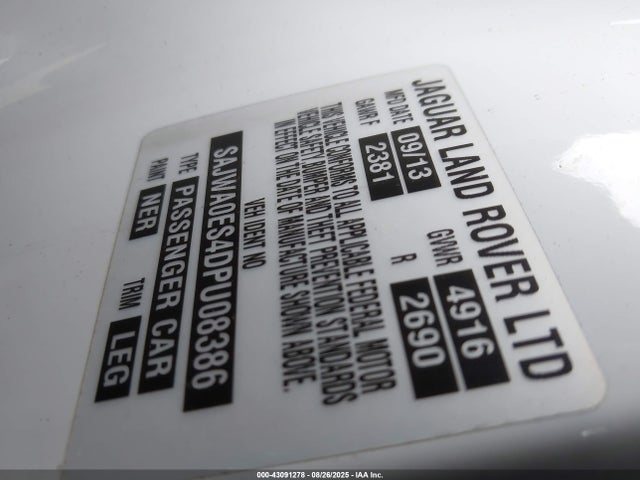 JAGUAR LAND ROVER LTD
MFD DATE 09/13 GVWR 4916
GAWR F 2381 R 2690
THIS VEHICLE CONFORMS TO ALL APPLICABLE FEDERAL MOTOR
VEHICLE SAFETY BUMPER AND THEFT PREVENTION STANDARDS
IN EFFECT ON THE DATE OF MANUFACTURE SHOWN ABOVE.
VEH IDENT NO
SAJWA0ES4DPU08386
TYPE PASSENGER CAR
PAINT NER TRIM LEG
000-43091278 - 08/26/2025 - IAA Inc.